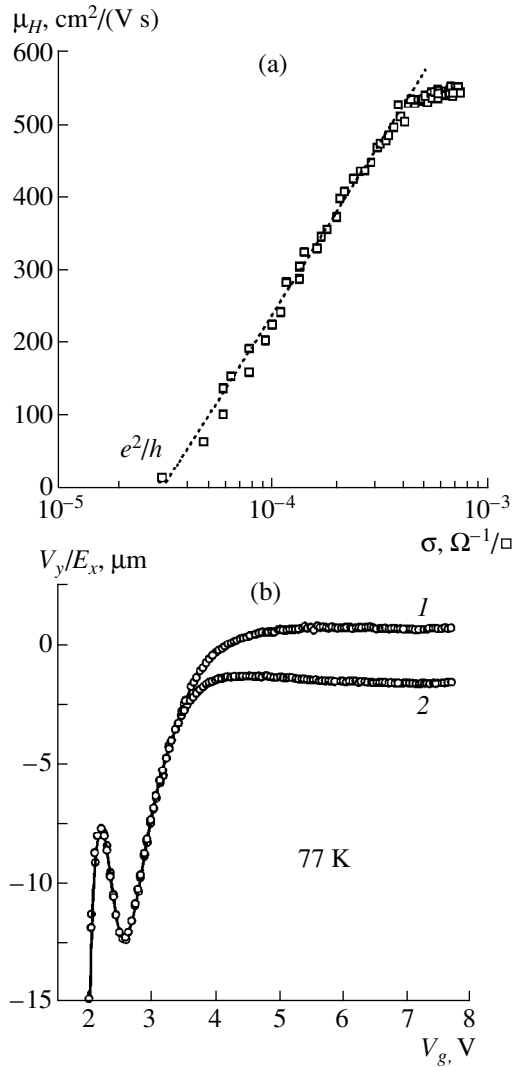 μ_H, cm²/(V s)
(a)
600
500
400
300
200
100
0
e²/h
10⁻⁵
10⁻⁴
10⁻³
σ, Ω⁻¹/□
V_y/E_x, μm
(b)
1
0
2
−5
−10
77 K
−15
2 3 4 5 6 7 8
V_g, V